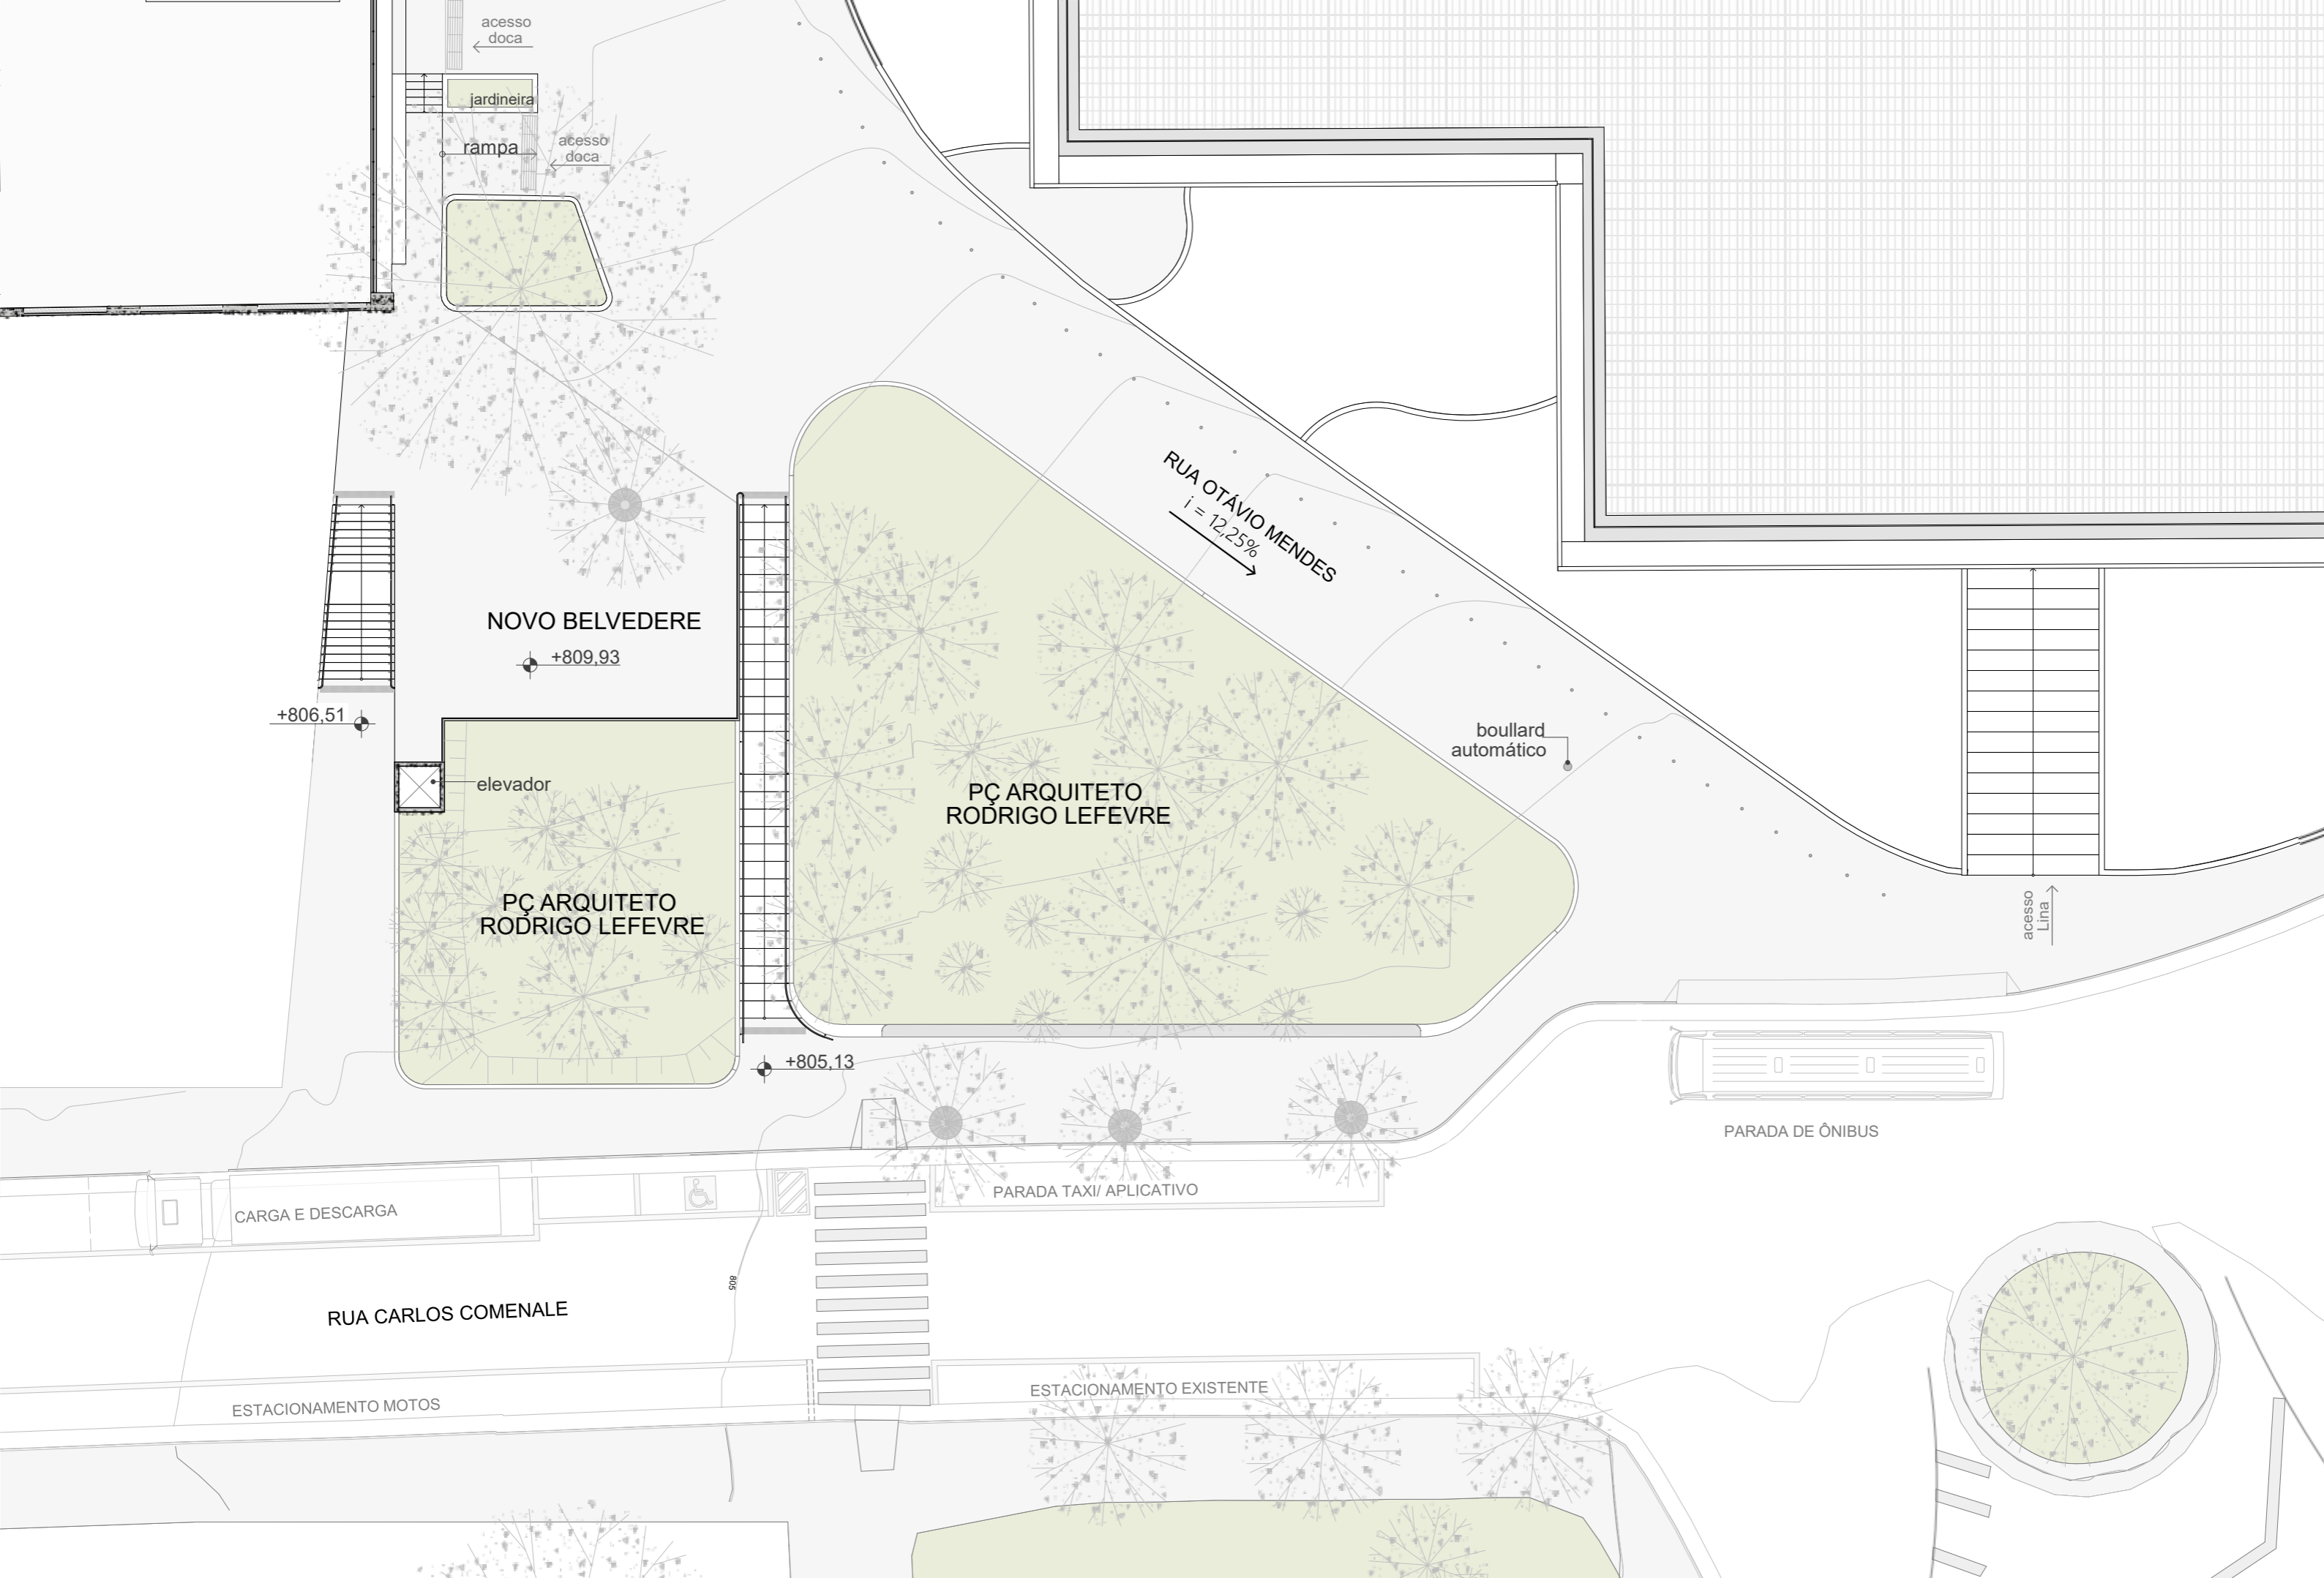 acesso
doca
jardineira
rampa
acesso
doca
RUA OTÁVIO MENDES
i = 12,25%
NOVO BELVEDERE
+809,93
+806,51
boullard
automático
elevador
PÇ ARQUITETO
RODRIGO LEFEVRE
PÇ ARQUITETO
RODRIGO LEFEVRE
acesso
Lina
+805,13
PARADA DE ÔNIBUS
PARADA TAXI/ APLICATIVO
CARGA E DESCARGA
805
RUA CARLOS COMENALE
ESTACIONAMENTO EXISTENTE
ESTACIONAMENTO MOTOS